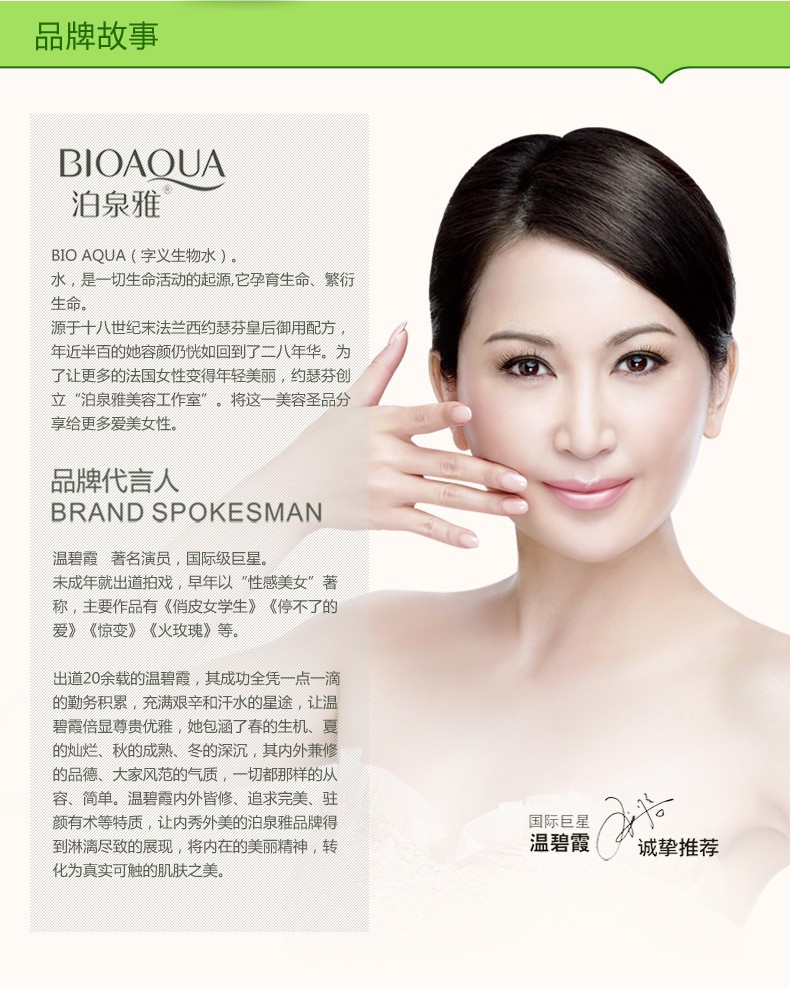 品牌故事
BIOAQUA
泊泉雅®
BIO AQUA（字义生物水）。
水，是一切生命活动的起源,它孕育生命、繁衍
生命。
源于十八世纪末法兰西约瑟芬皇后御用配方，
年近半百的她容颜仍恍如回到了二八年华。为
了让更多的法国女性变得年轻美丽，约瑟芬创
立“泊泉雅美容工作室”。将这一美容圣品分
享给更多爱美女性。
品牌代言人
BRAND SPOKESMAN
温碧霞 著名演员，国际级巨星。
未成年就出道拍戏，早年以“性感美女”著
称，主要作品有《俏皮女学生》《停不了的
爱》《惊变》《火玫瑰》等。
出道20余载的温碧霞，其成功全凭一点一滴
的勤务积累，充满艰辛和汗水的星途，让温
碧霞倍显尊贵优雅，她包涵了春的生机、夏
的灿烂、秋的成熟、冬的深沉，其内外兼修
的品德、大家风范的气质，一切都那样的从
容、简单。温碧霞内外皆修、追求完美、驻
颜有术等特质，让内秀外美的泊泉雅品牌得
到淋漓尽致的展现，将内在的美丽精神，转
化为真实可触的肌肤之美。
国际巨星
温碧霞 诚挚推荐